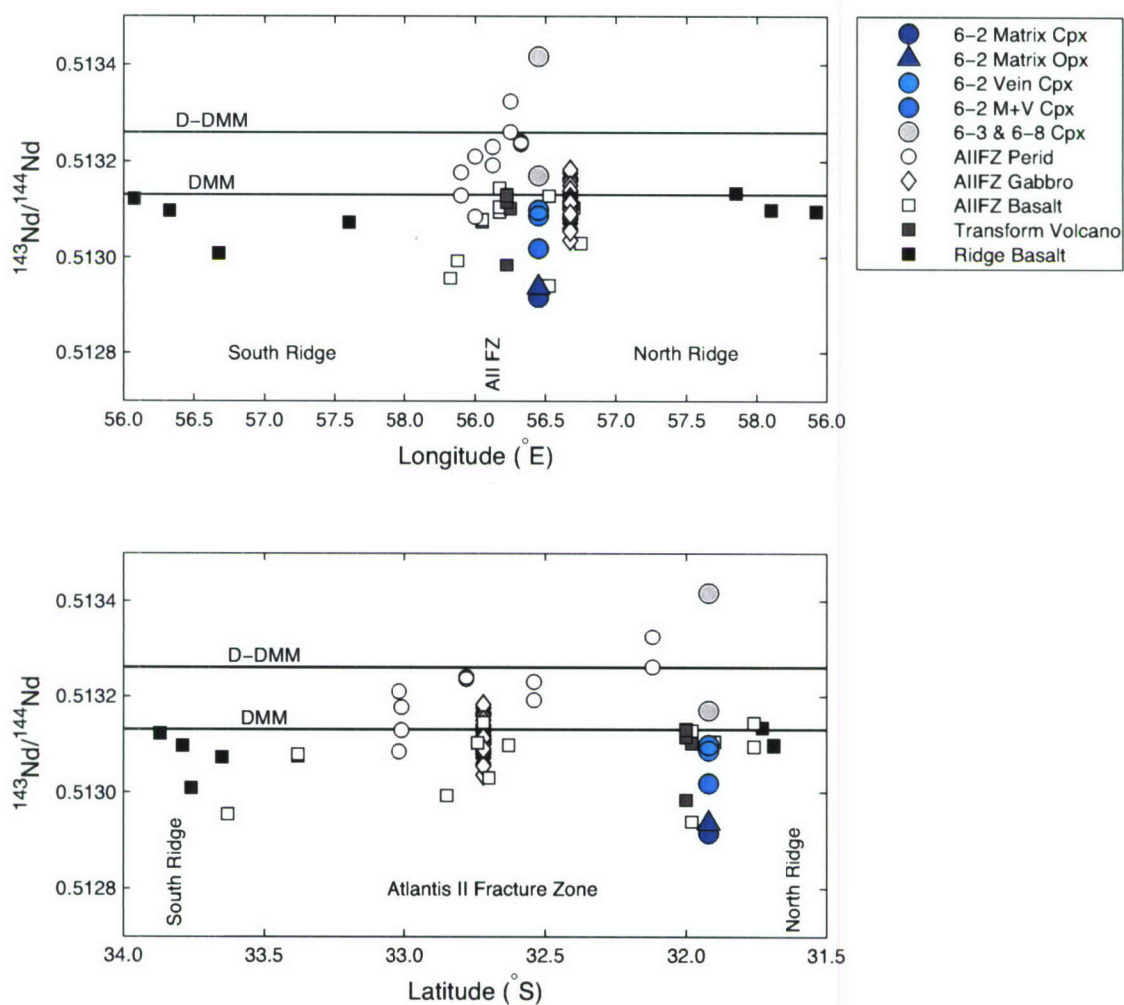 0.5134
0.5132
0.5130
0.5128
143Nd/144Nd
D-DMM
DMM
South Ridge
AII FZ
North Ridge
56.0 56.5 57.0 57.5 58.0 56.0 56.5 57.0 57.5 56.0
Longitude (°E)
6-2 Matrix Cpx
6-2 Matrix Opx
6-2 Vein Cpx
6-2 M+V Cpx
6-3 & 6-8 Cpx
AIIFZ Perid
AIIFZ Gabbro
AIIFZ Basalt
Transform Volcano
Ridge Basalt
0.5134
0.5132
0.5130
0.5128
143Nd/144Nd
D-DMM
DMM
South Ridge
Atlantis II Fracture Zone
North Ridge
34.0 33.5 33.0 32.5 32.0 31.5
Latitude (°S)